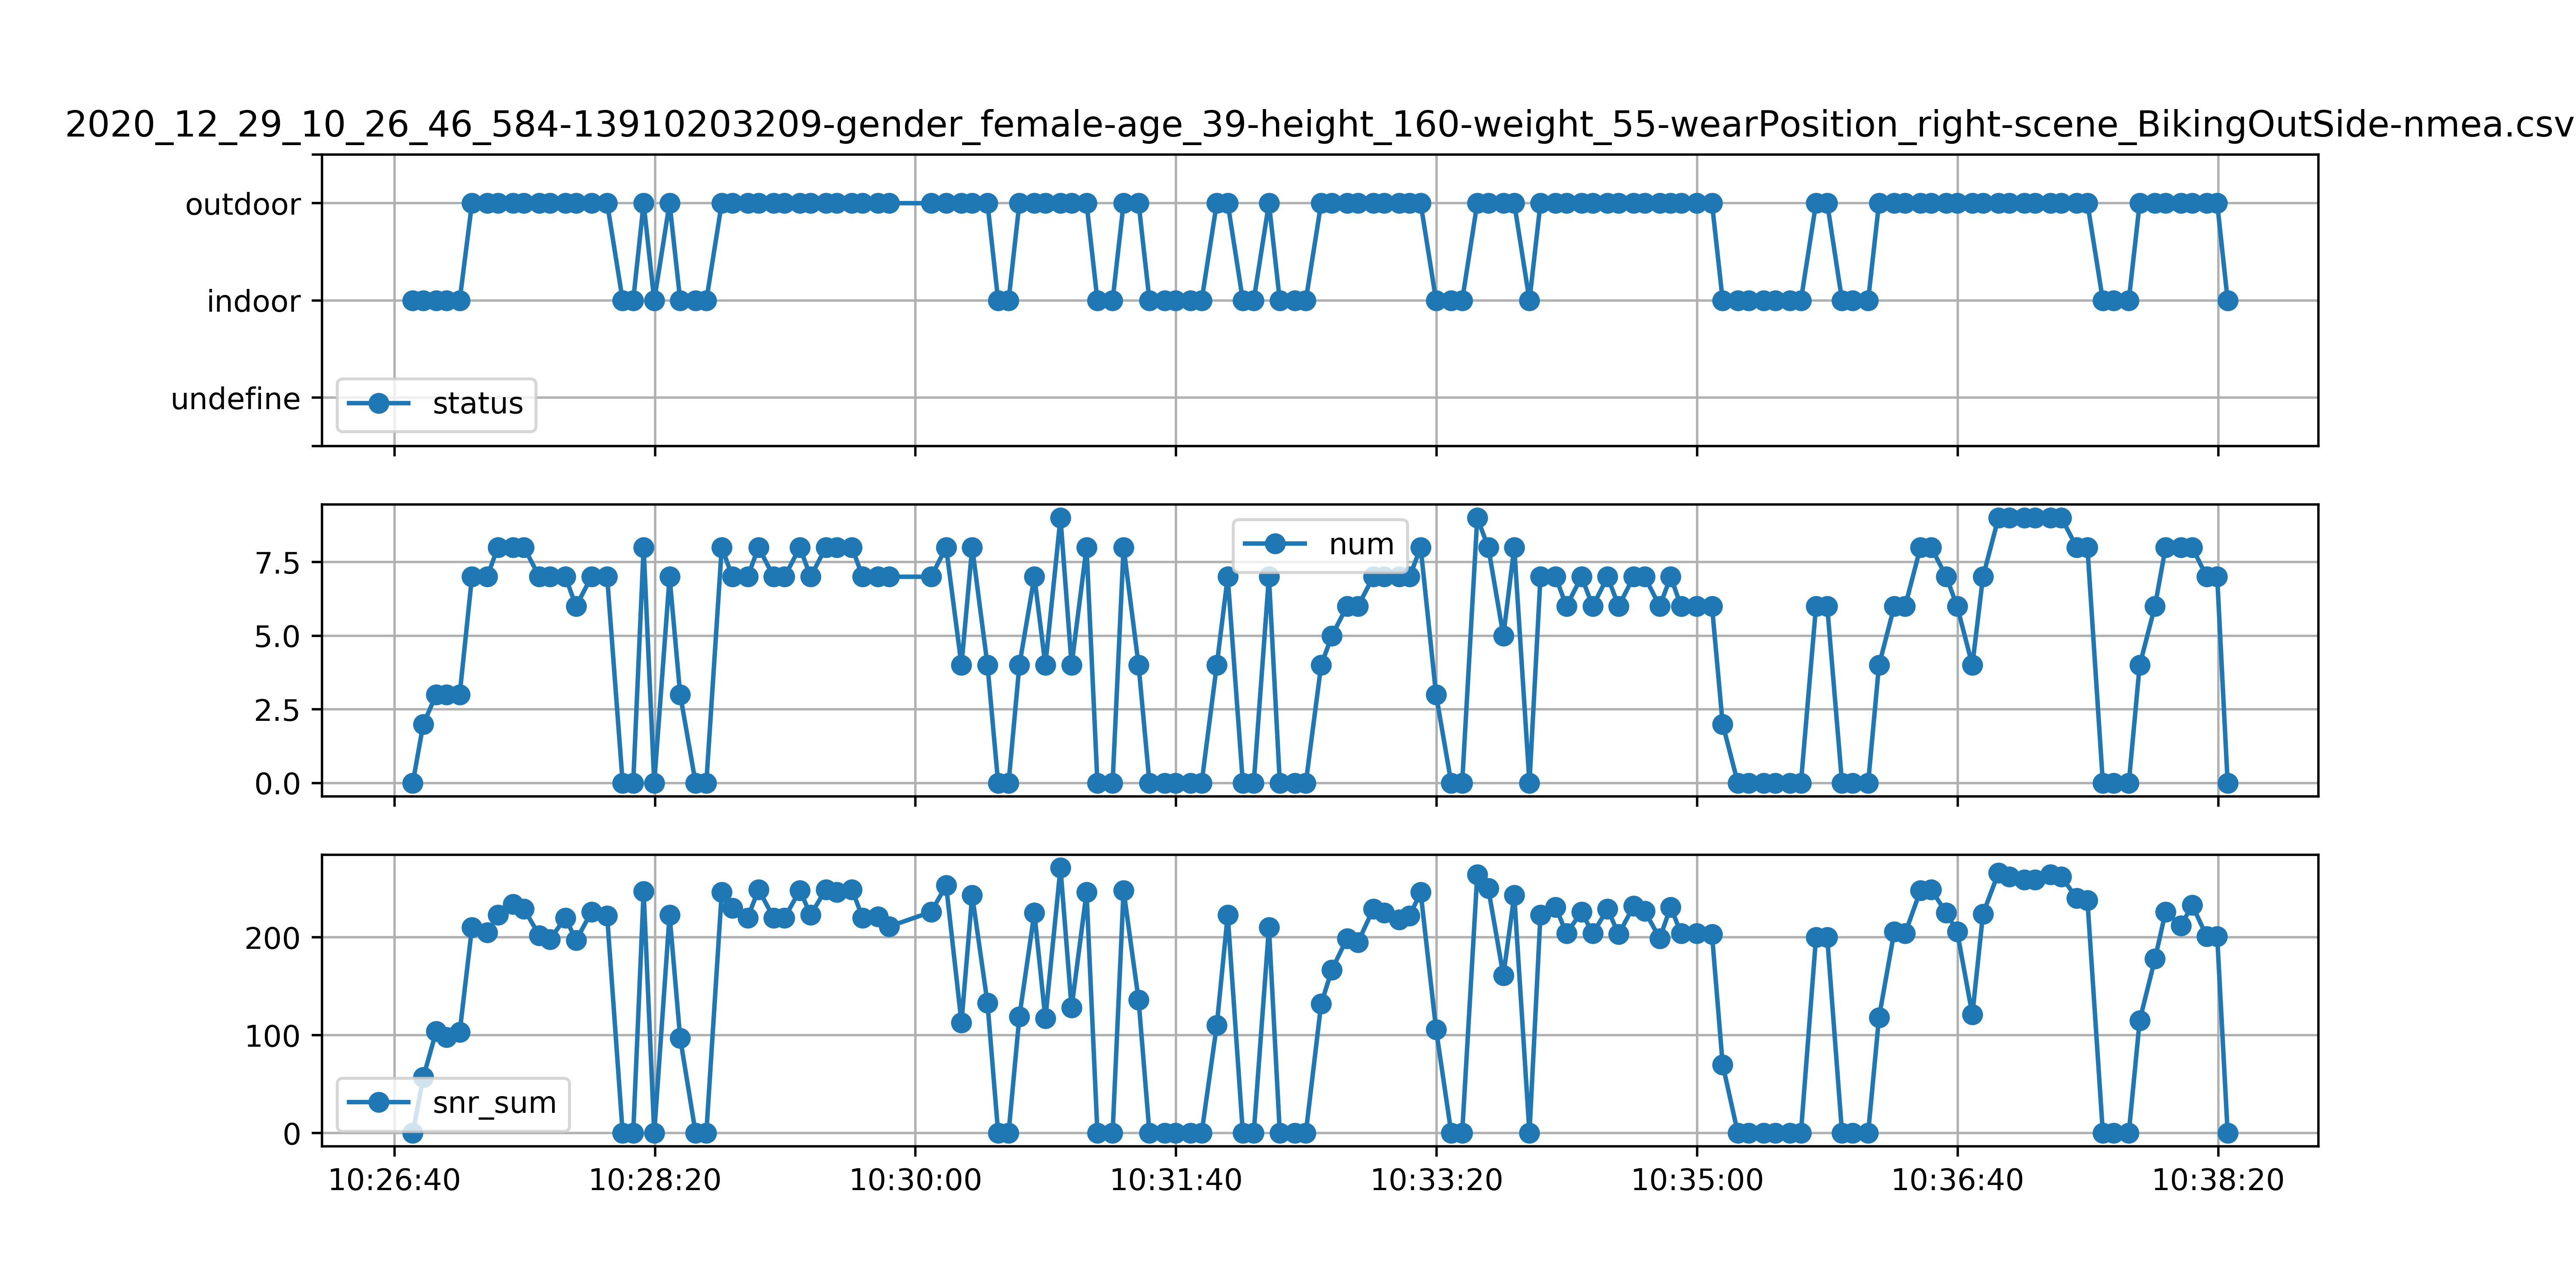 2020_12_29_10_26_46_584-13910203209-gender_female-age_39-height_160-weight_55-wearPosition_right-scene_BikingOutSide-nmea.csv
outdoor
indoor
undefine
status
7.5
5.0
2.5
0.0
num
200
100
0
snr_sum
10:26:40 10:28:20 10:30:00 10:31:40 10:33:20 10:35:00 10:36:40 10:38:20